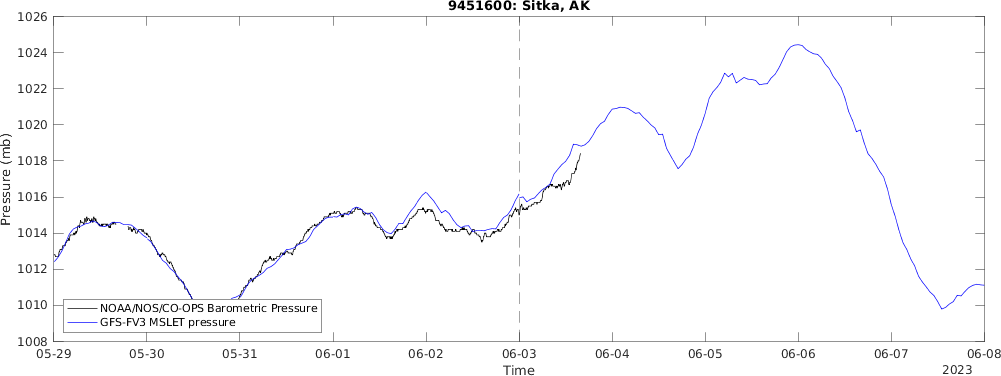 9451600: Sitka, AK
1026
1024
1022
1020
1018
1016
1014
1012
1010
1008
Pressure (mb)
NOAA/NOS/CO-OPS Barometric Pressure
GFS-FV3 MSLET pressure
05-29 05-30 05-31 06-01 06-02 06-03 06-04 06-05 06-06 06-07 06-08
Time
2023